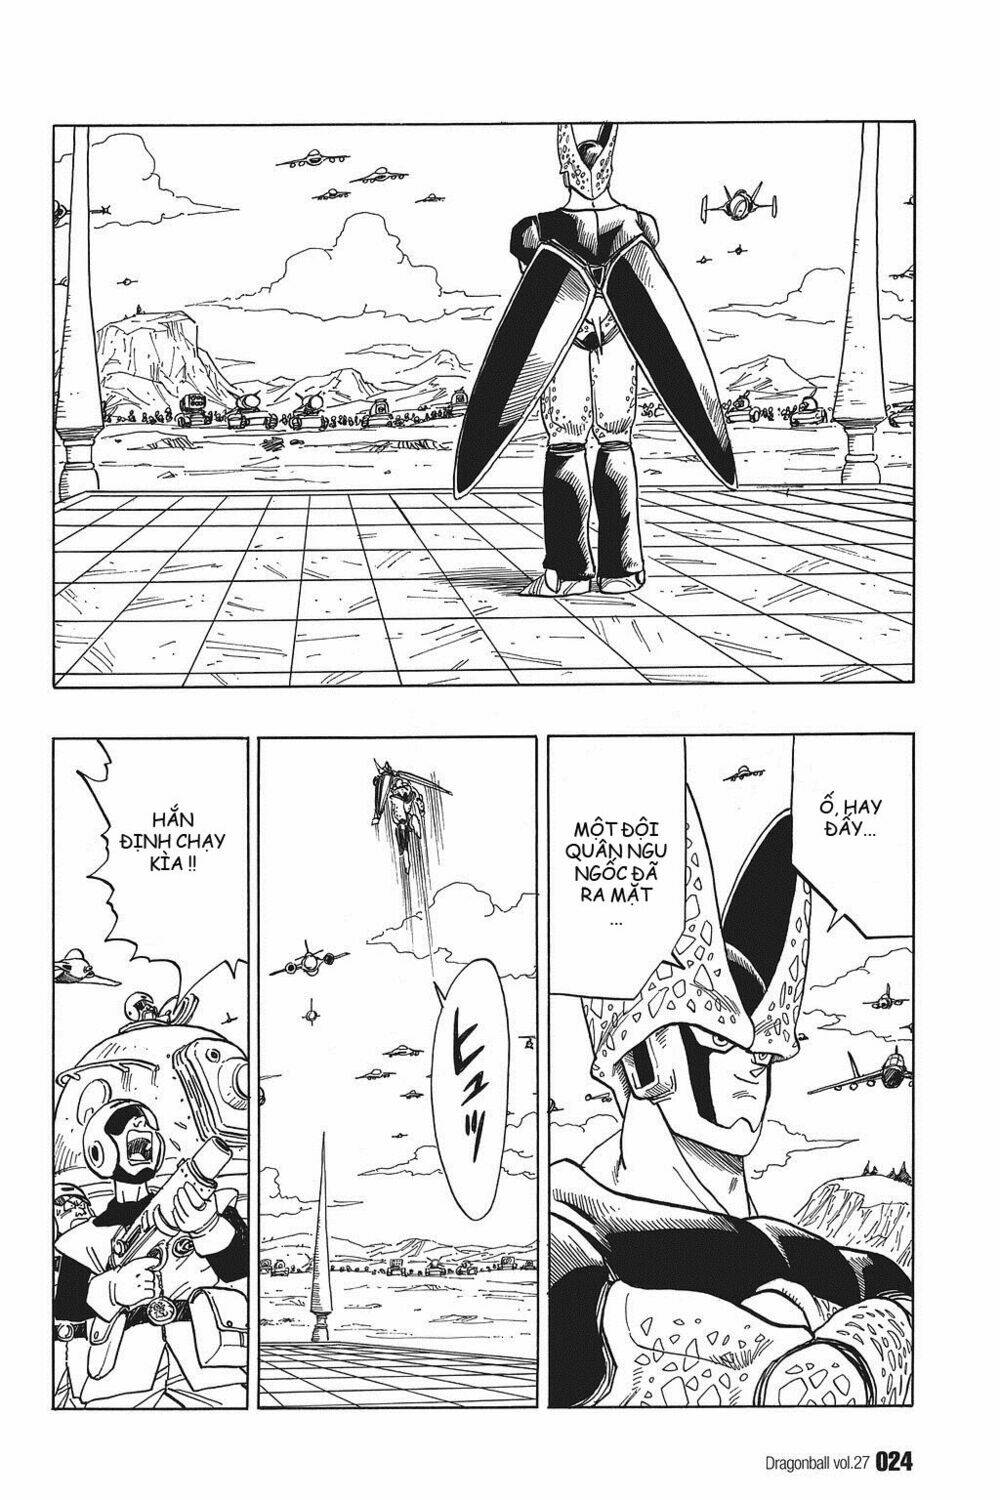 Ố, HAY
ĐẤY...
MỘT ĐỘI
QUÂN NGU
NGỐC ĐÃ
RA MẶT
...
ヒュッ
HẮN
ĐỊNH CHẠY
KÌA !!
Dragonball vol.27 024